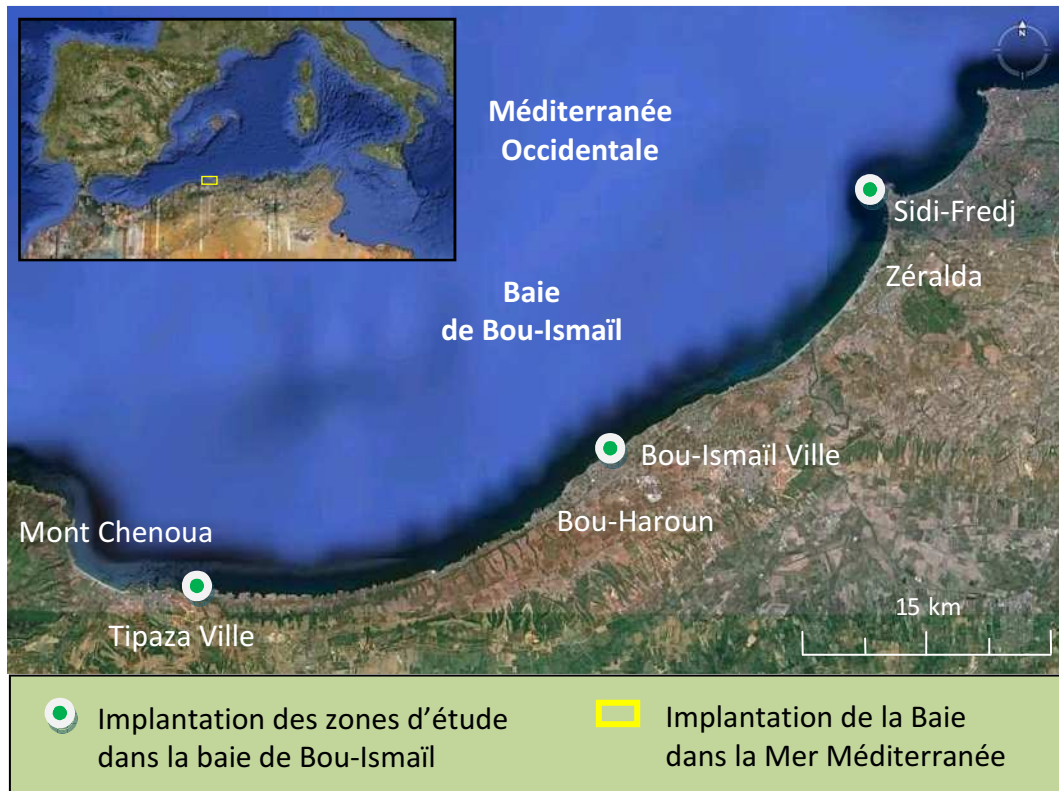 N
Méditerranée
Occidentale
Sidi-Fredj
Zéralda
Baie
de Bou-Ismaïl
Bou-Ismaïl Ville
Bou-Haroun
Mont Chenoua
15 km
Tipaza Ville
Implantation des zones d’étude
dans la baie de Bou-Ismaïl
Implantation de la Baie
dans la Mer Méditerranée